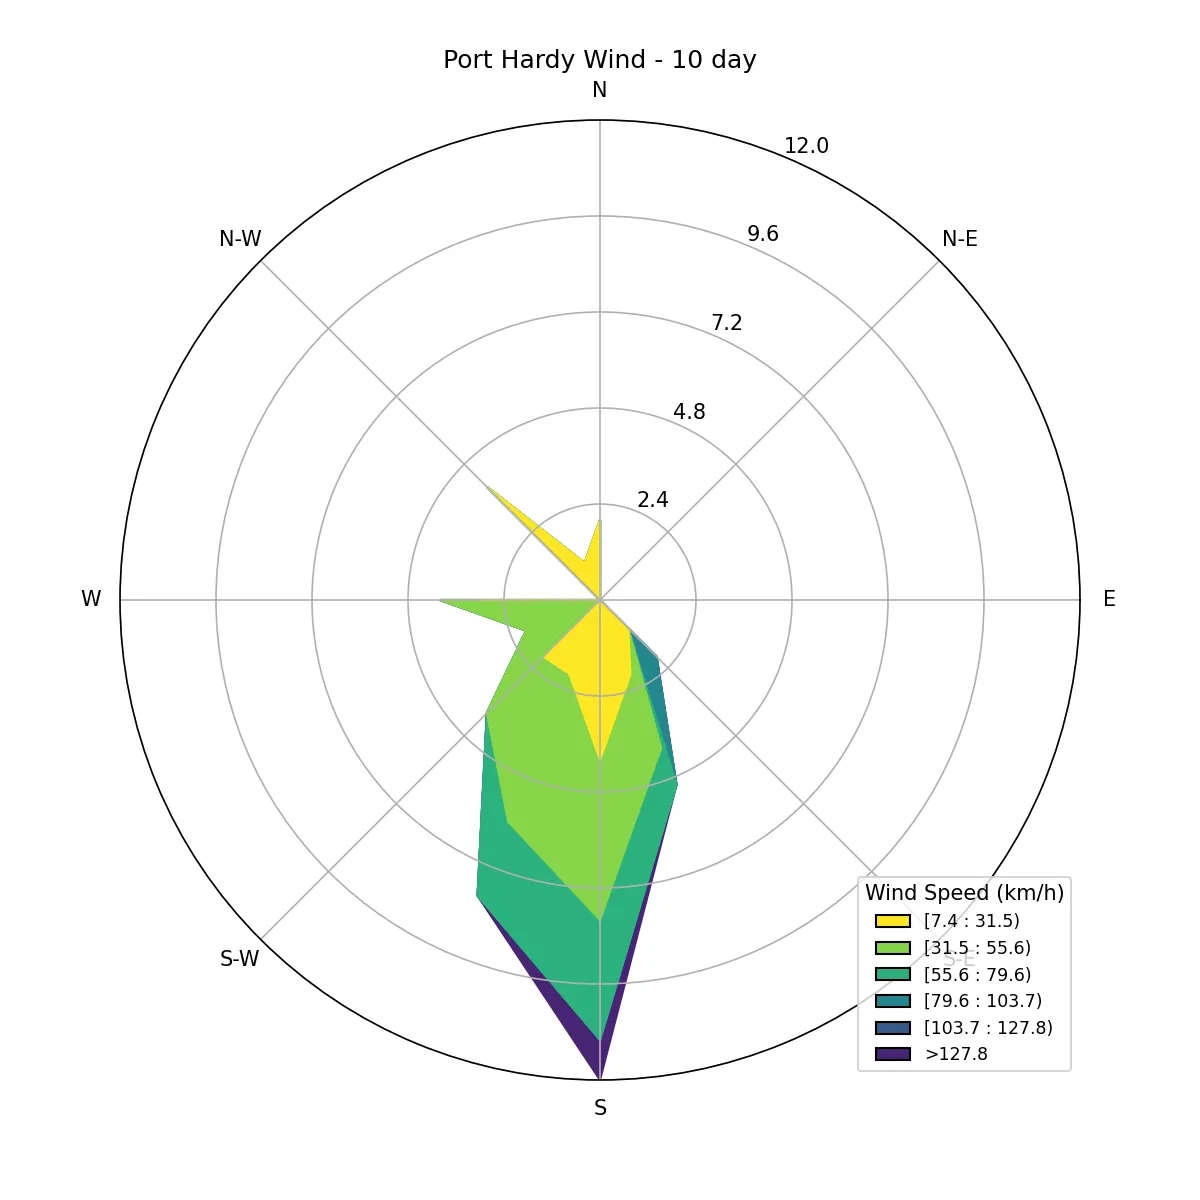 Port Hardy Wind - 10 day
N
12.0
9.6
N-W
N-E
7.2
4.8
2.4
W
E
S-W
S-E
Wind Speed (km/h)
[7.4 : 31.5)
[31.5 : 55.6)
[55.6 : 79.6)
[79.6 : 103.7)
[103.7 : 127.8)
>127.8
S